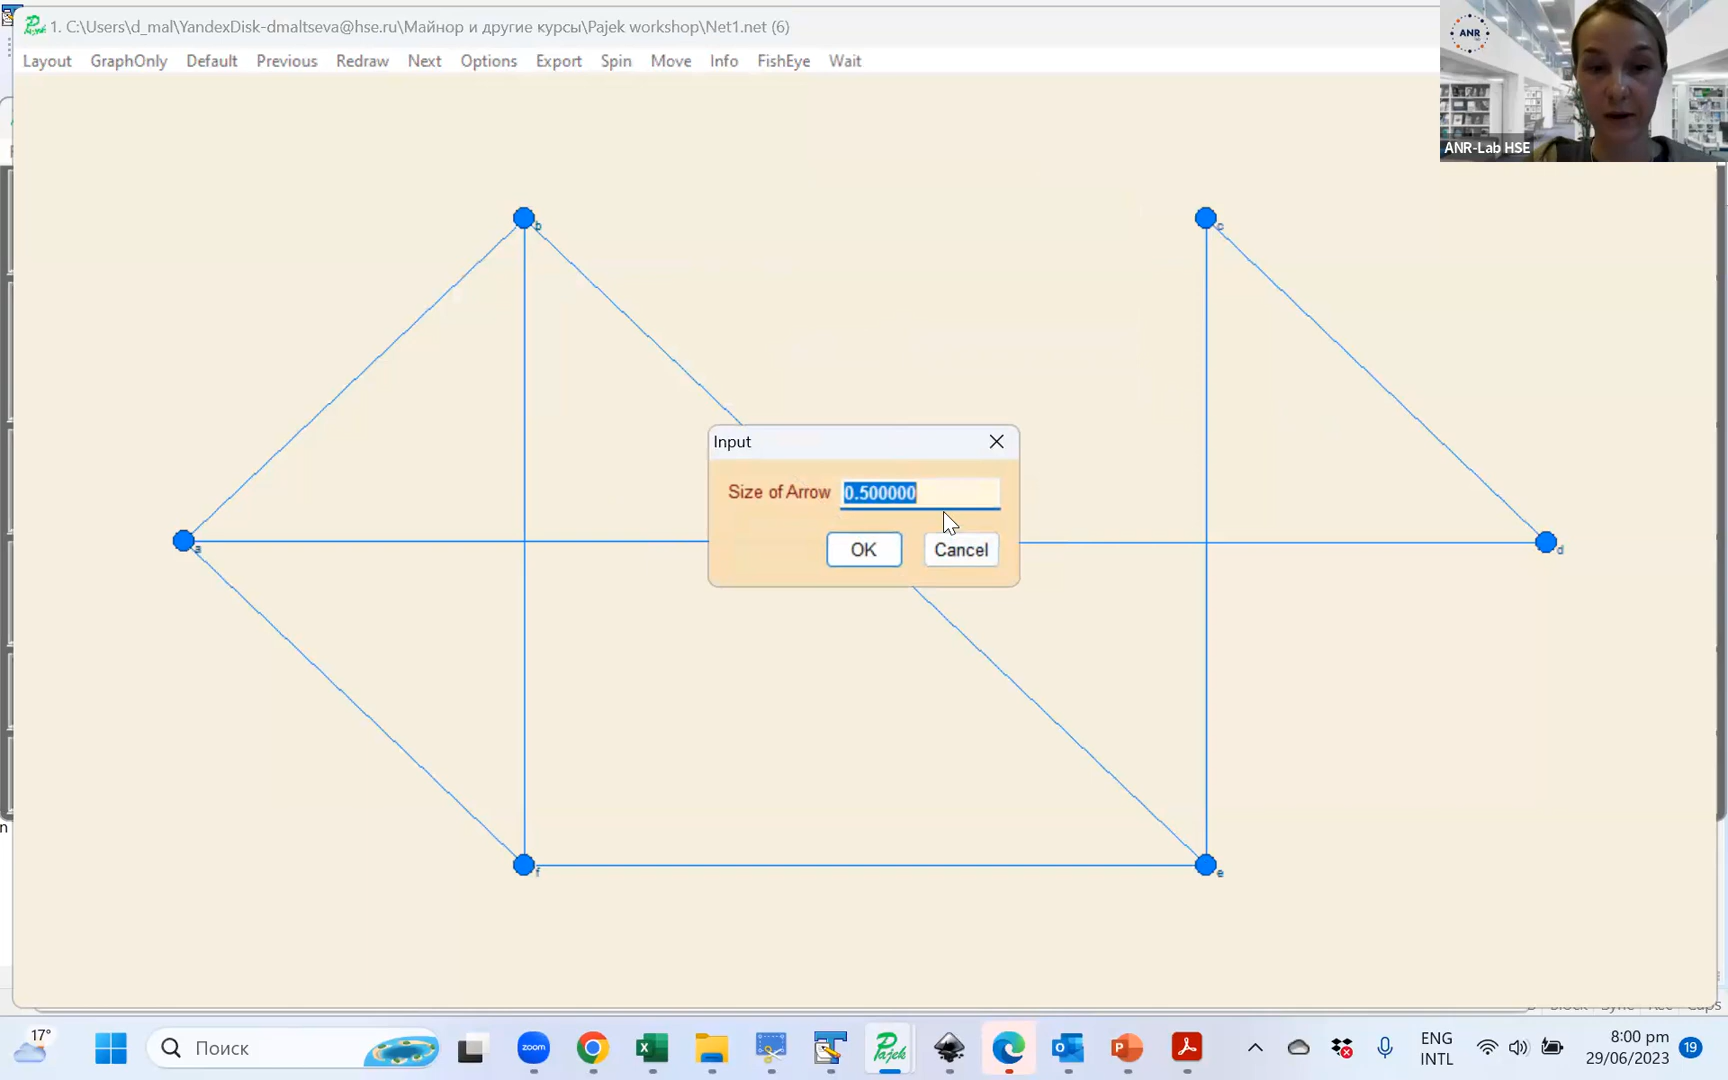 1. C:\Users\d_mal\YandexDisk-dmaltseva@hse.ru\Майнор и другие курсы\Pajek workshop\Net1.net (6)
Layout GraphOnly Default Previous Redraw Next Options Export Spin Move Info FishEye Wait
ANR
ANR-Lab HSE
b
c
Input
Size of Arrow 0.500000
OK Cancel
a
d
f
e
17°
Поиск
zoom
Pajek
ENG
INTL
8:00 pm
29/06/2023
19